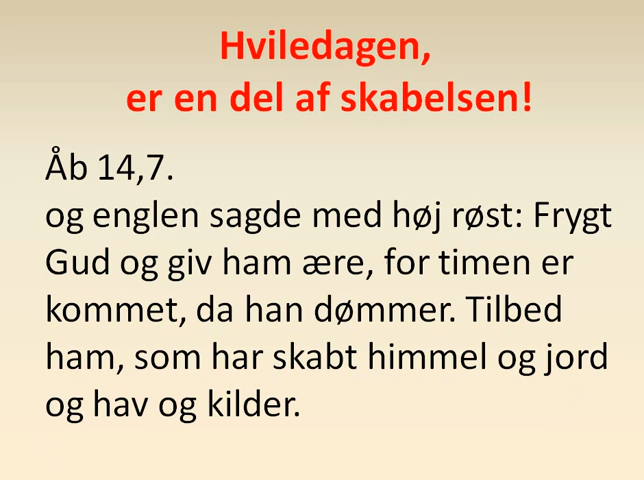 Hviledagen,
er en del af skabelsen!
Åb 14,7.
og englen sagde med høj røst: Frygt
Gud og giv ham ære, for timen er
kommet, da han dømmer. Tilbed
ham, som har skabt himmel og jord
og hav og kilder.